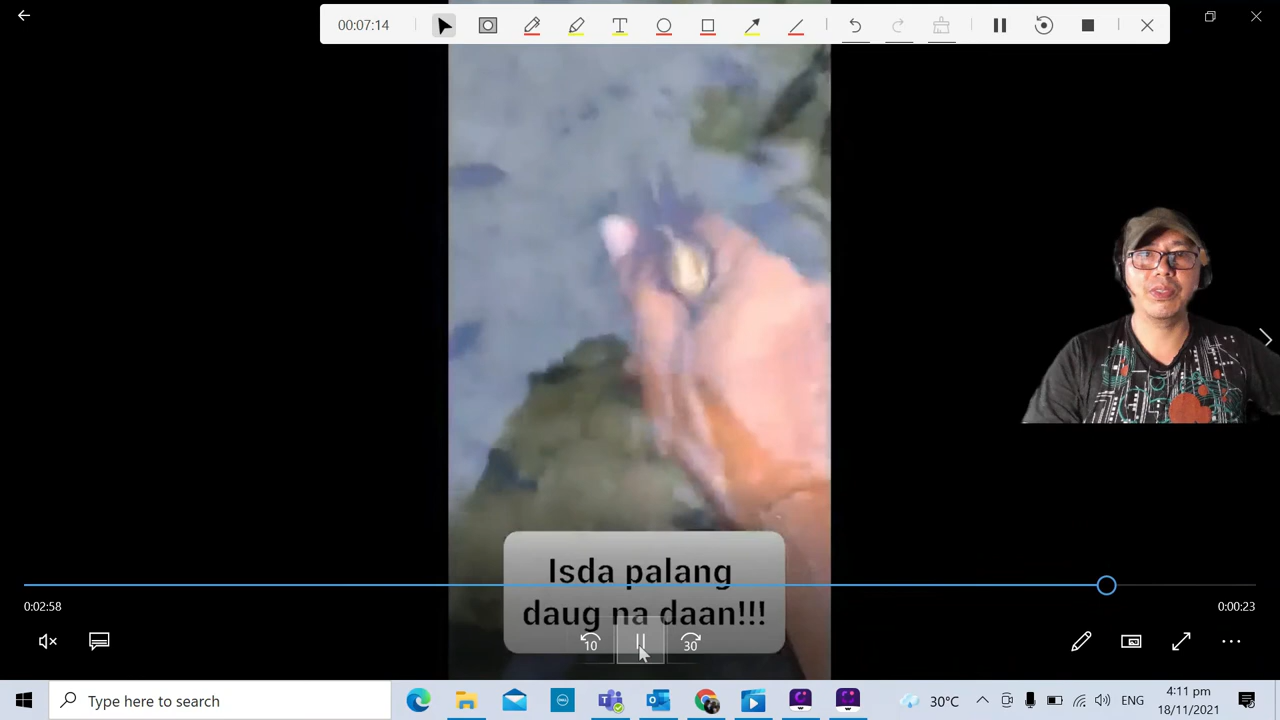 00:07:14
T
Isda palang
daug na daan!!!
0:02:58
0:00:23
10
30
Type here to search
DELL
30°C
ENG
4:11 pm
18/11/2021